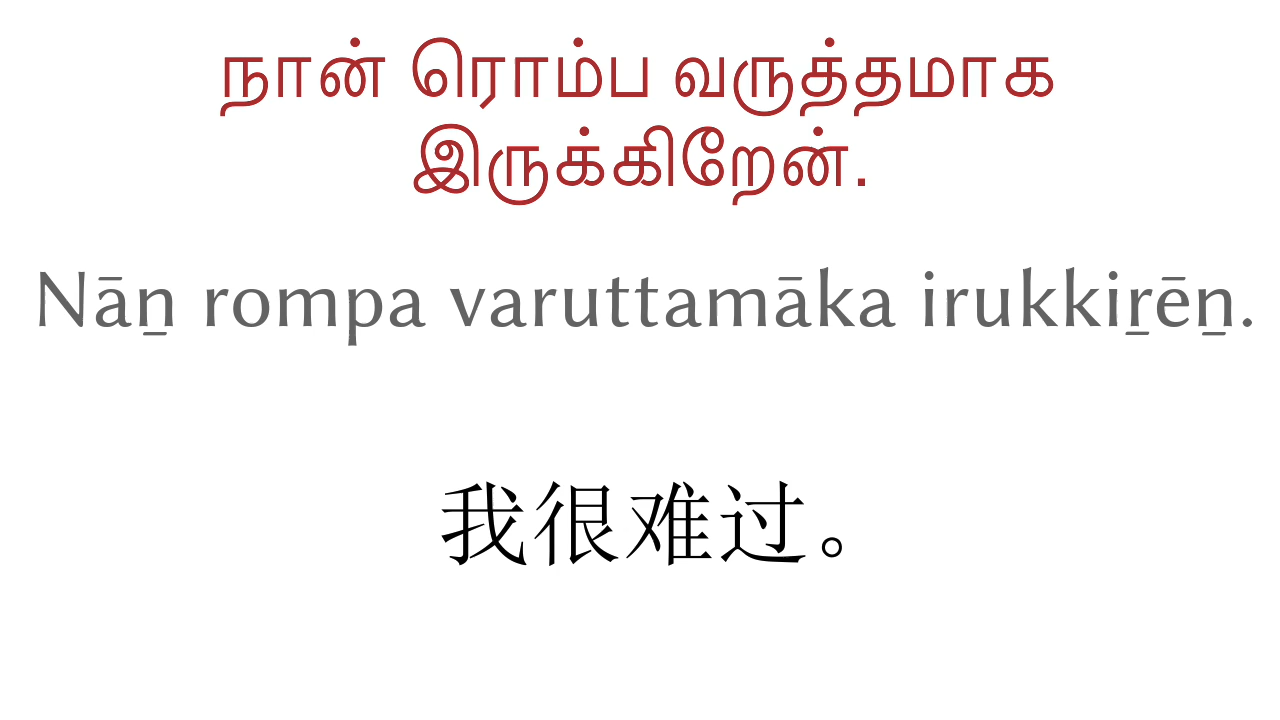 நான் ரொம்ப வருத்தமாக
இருக்கிறேன்.
Nāṉ rompa varuttamāka irukkiṟēṉ.
我很难过。